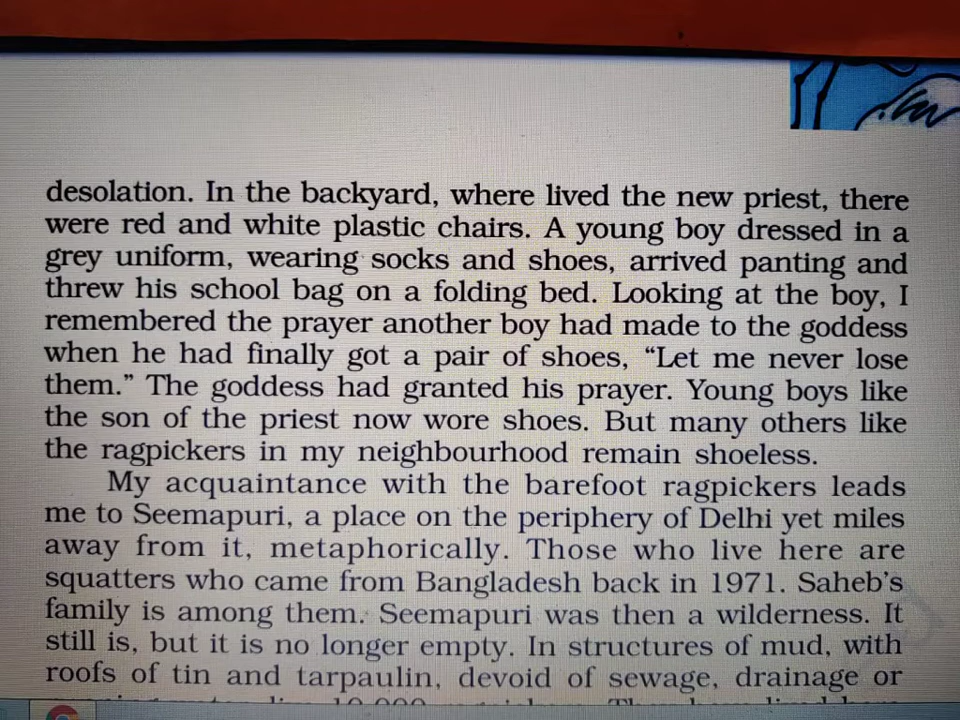 desolation. In the backyard, where lived the new priest, there
were red and white plastic chairs. A young boy dressed in a
grey uniform, wearing socks and shoes, arrived panting and
threw his school bag on a folding bed. Looking at the boy, I
remembered the prayer another boy had made to the goddess
when he had finally got a pair of shoes, “Let me never lose
them.” The goddess had granted his prayer. Young boys like
the son of the priest now wore shoes. But many others like
the ragpickers in my neighbourhood remain shoeless.
My acquaintance with the barefoot ragpickers leads
me to Seemapuri, a place on the periphery of Delhi yet miles
away from it, metaphorically. Those who live here are
squatters who came from Bangladesh back in 1971. Saheb’s
family is among them. Seemapuri was then a wilderness. It
still is, but it is no longer empty. In structures of mud, with
roofs of tin and tarpaulin, devoid of sewage, drainage or